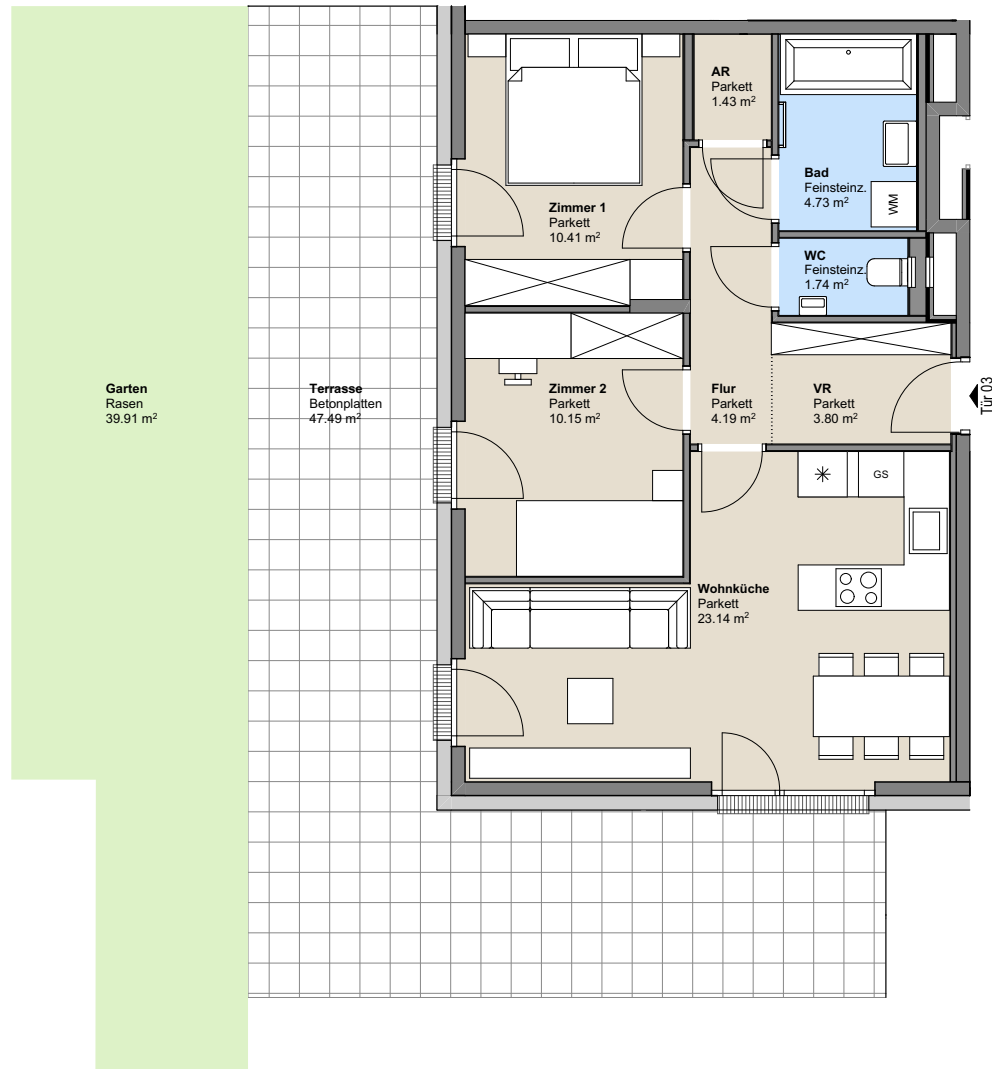 AR
Parkett
1.43 m²
Bad
Feinsteinz.
4.73 m²
WM
Zimmer 1
Parkett
10.41 m²
WC
Feinsteinz.
1.74 m²
Garten
Rasen
39.91 m²
Terrasse
Betonplatten
47.49 m²
Zimmer 2
Parkett
10.15 m²
Flur
Parkett
4.19 m²
VR
Parkett
3.80 m²
Tür 03
GS
Wohnküche
Parkett
23.14 m²